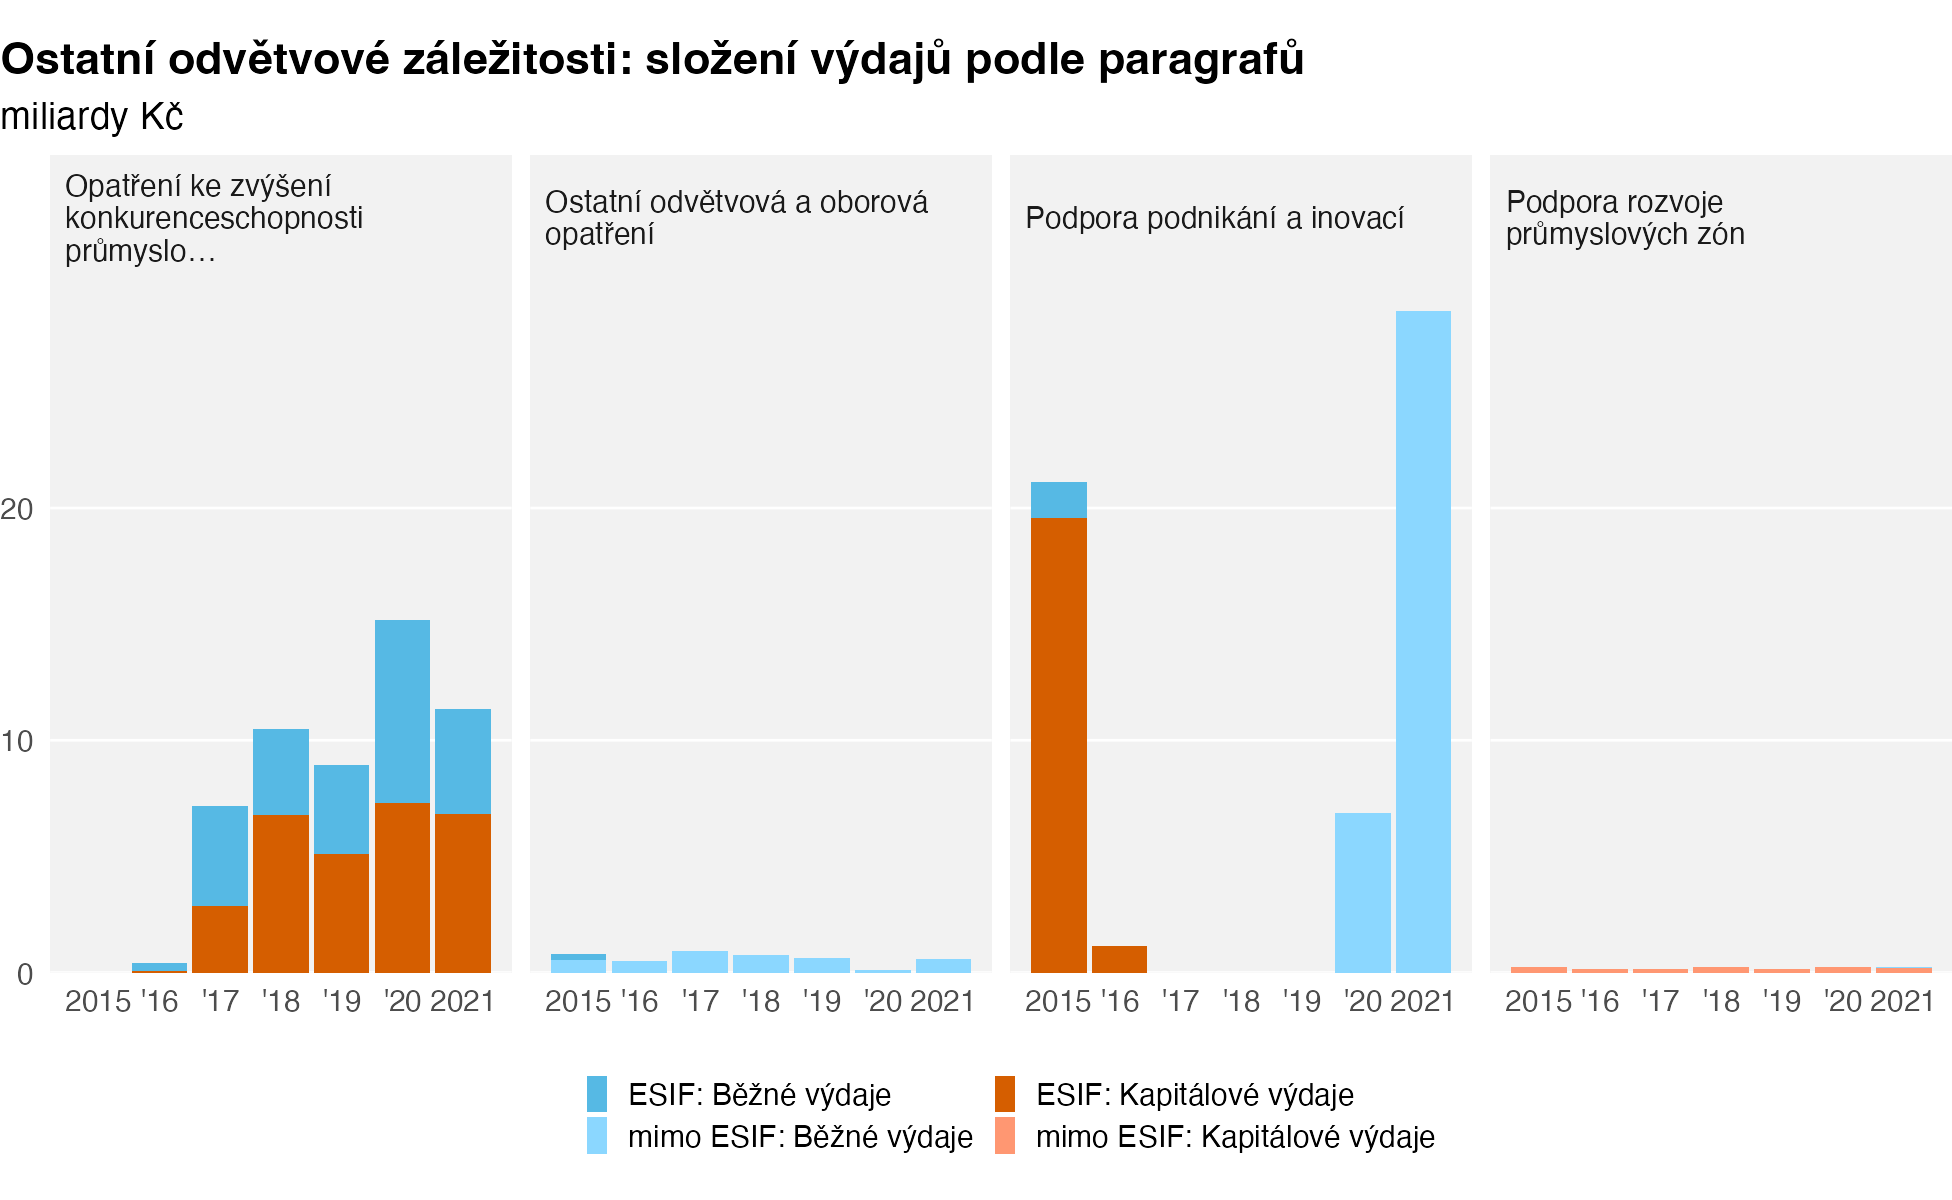 Ostatní odvětvové záležitosti: složení výdajů podle paragrafů
miliardy Kč
Opatření ke zvýšení
konkurenceschopnosti
průmyslo…
Ostatní odvětvová a oborová
opatření
Podpora podnikání a inovací
Podpora rozvoje
průmyslových zón
20
10
0
2015 '16 '17 '18 '19 '20 2021
2015 '16 '17 '18 '19 '20 2021
2015 '16 '17 '18 '19 '20 2021
2015 '16 '17 '18 '19 '20 2021
ESIF: Běžné výdaje
ESIF: Kapitálové výdaje
mimo ESIF: Běžné výdaje
mimo ESIF: Kapitálové výdaje